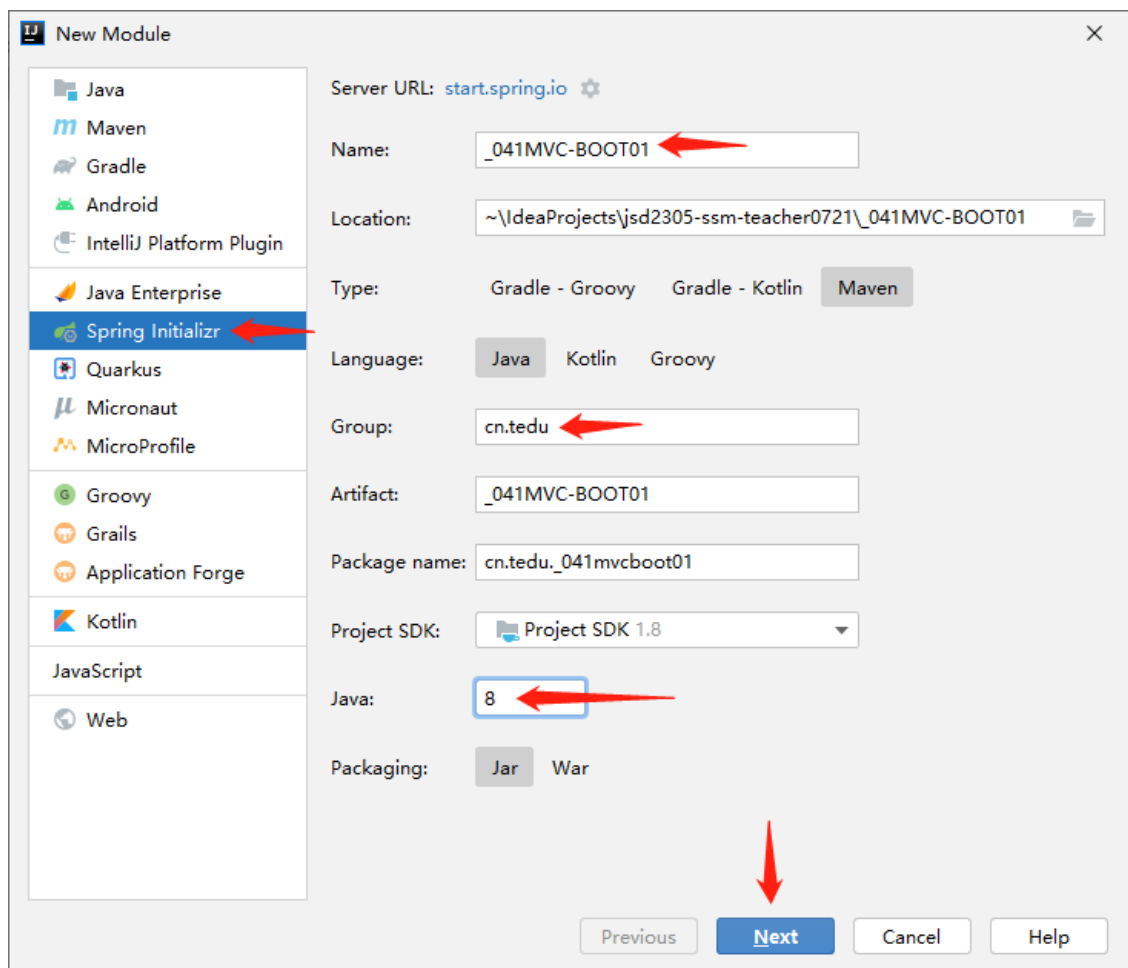 New Module
Java
Maven
Gradle
Android
IntelliJ Platform Plugin
Java Enterprise
Spring Initializr
Quarkus
Micronaut
MicroProfile
Groovy
Grails
Application Forge
Kotlin
JavaScript
Web
Server URL: start.spring.io
Name: _041MVC-BOOT01
Location: ~\IdeaProjects\jsd2305-ssm-teacher0721\_041MVC-BOOT01
Type: Gradle - Groovy Gradle - Kotlin Maven
Language: Java Kotlin Groovy
Group: cn.tedu
Artifact: _041MVC-BOOT01
Package name: cn.tedu._041mvcboot01
Project SDK: Project SDK 1.8
Java: 8
Packaging: Jar War
Previous Next Cancel Help